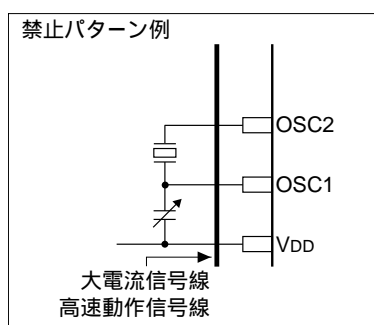 禁止パターン例
OSC2
OSC1
VDD
大電流信号線
高速動作信号線